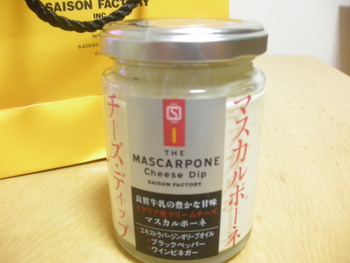 SAISON FACTORY
INC
チーズ・ディップ
マスカルポーネ
S
THE
MASCARPONE
Cheese Dip
SAISON FACTORY
良質牛乳の豊かな甘味
イタリア産クリームチーズ
マスカルポーネ
エキストラバージンオリーブオイル
ブラックペッパー
ワインビネガー